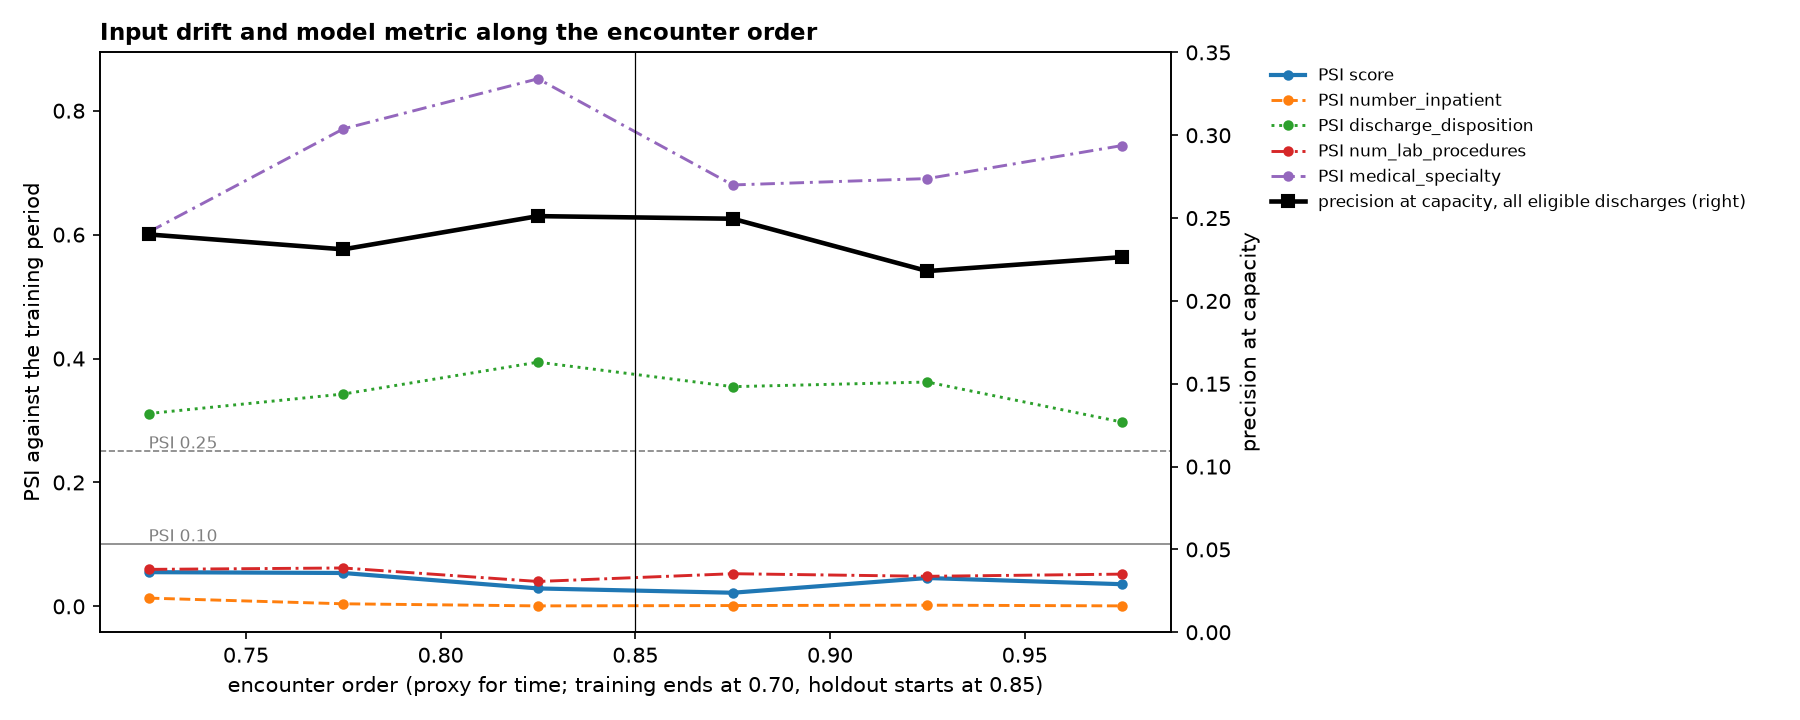 Input drift and model metric along the encounter order
PSI against the training period
0.8
0.6
0.4
0.2
0.0
PSI 0.25
PSI 0.10
0.75
0.80
0.85
0.90
0.95
encounter order (proxy for time; training ends at 0.70, holdout starts at 0.85)
0.35
0.30
0.25
0.20
0.15
0.10
0.05
0.00
precision at capacity
PSI score
PSI number_inpatient
PSI discharge_disposition
PSI num_lab_procedures
PSI medical_specialty
precision at capacity, all eligible discharges (right)